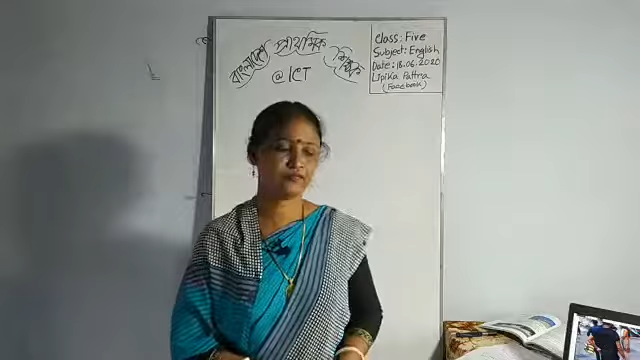 বাংলাদেশ প্রাথমিক শিক্ষক
@ ICT
Class: Five
Subject: English
Date: 18.06.2020
Lipika Pattra
(Facebook)